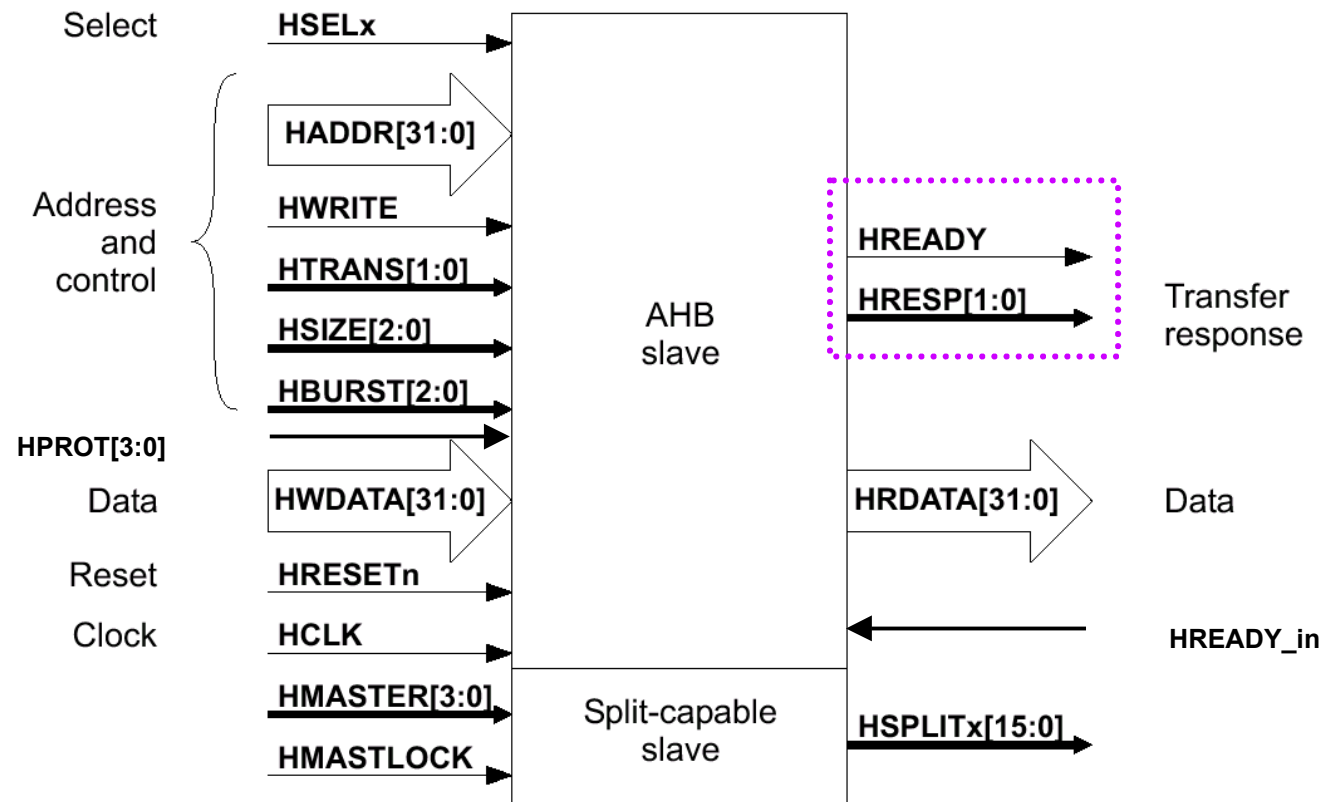 Select
HSELx
HADDR[31:0]
Address
and
control
HWRITE
HTRANS[1:0]
HSIZE[2:0]
HBURST[2:0]
HPROT[3:0]
Data
HWDATA[31:0]
Reset
HRESETn
Clock
HCLK
HMASTER[3:0]
HMASTLOCK
AHB
slave
Split-capable
slave
HREADY
HRESP[1:0]
Transfer
response
HRDATA[31:0]
Data
HREADY_in
HSPLITx[15:0]